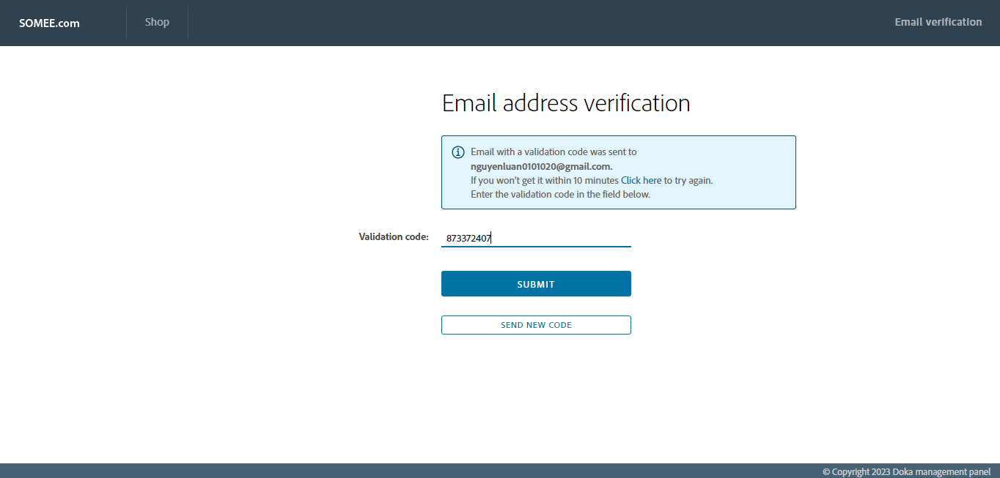 SOMEE.com
Shop
Email verification
Email address verification
Email with a validation code was sent to
nguyenluan0101020@gmail.com.
If you won't get it within 10 minutes Click here to try again.
Enter the validation code in the field below.
Validation code:
873372407
SUBMIT
SEND NEW CODE
© Copyright 2023 Doka management panel